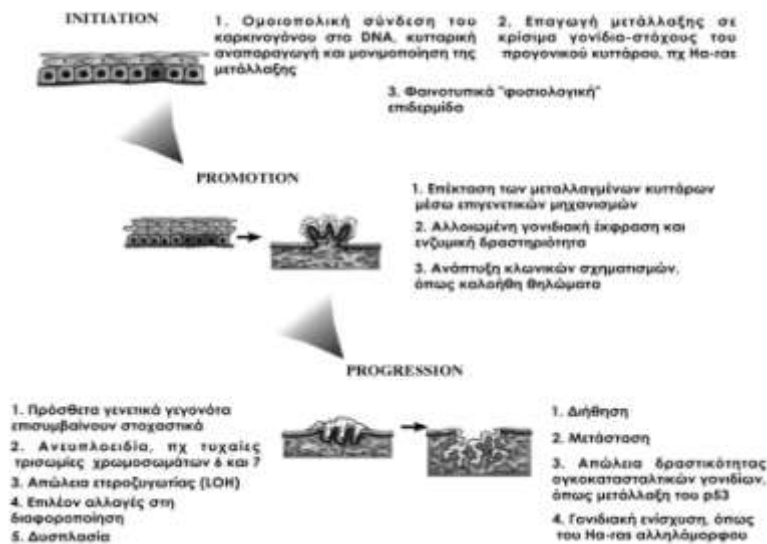 INITIATION
1. Ομοιοπολική σύνδεση του
καρκινογόνου στο DNA, κυτταρική
αναπαραγωγή και μονιμοποίηση της
μετάλλαξης
2. Επαγωγή μετάλλαξης σε
κρίσιμα γονίδια-στόχους του
προγονικού κυττάρου, πχ Ha-ras
3. Φαινοτυπικά "φυσιολογική"
επιδερμίδα
PROMOTION
1. Επέκταση των μεταλλαγμένων κυττάρων
μέσω επιγενετικών μηχανισμών
2. Αλλοιωμένη γονιδιακή έκφραση και
ενζυμική δραστηριότητα
3. Ανάπτυξη κλωνικών σχηματισμών,
όπως καλοήθη θηλώματα
PROGRESSION
1. Πρόσθετα γενετικά γεγονότα
επισυμβαίνουν στοχαστικά
2. Ανευπλοειδία, πχ τυχαίες
τρισωμίες χρωμοσωμάτων 6 και 7
3. Απώλεια ετεροζυγωτίας (LOH)
4. Επιλέον αλλαγές στη
διαφοροποίηση
5. Δυσπλασία
1. Διήθηση
2. Μετάσταση
3. Απώλεια δραστικότητας
ογκοκατασταλτικών γονιδίων,
όπως μετάλλαξη του p53
4. Γονιδιακή ενίσχυση, όπως
του Ha-ras αλληλόμορφου